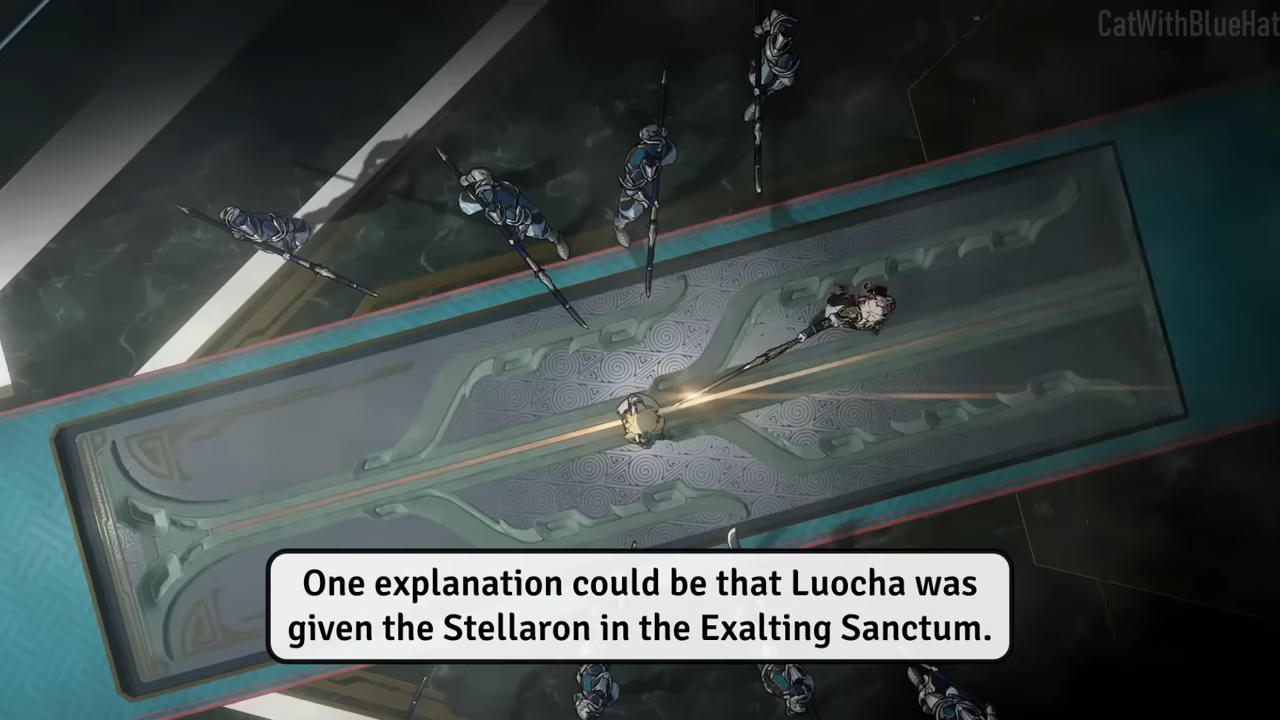 CatWithBlueHat
One explanation could be that Luocha was
given the Stellaron in the Exalting Sanctum.